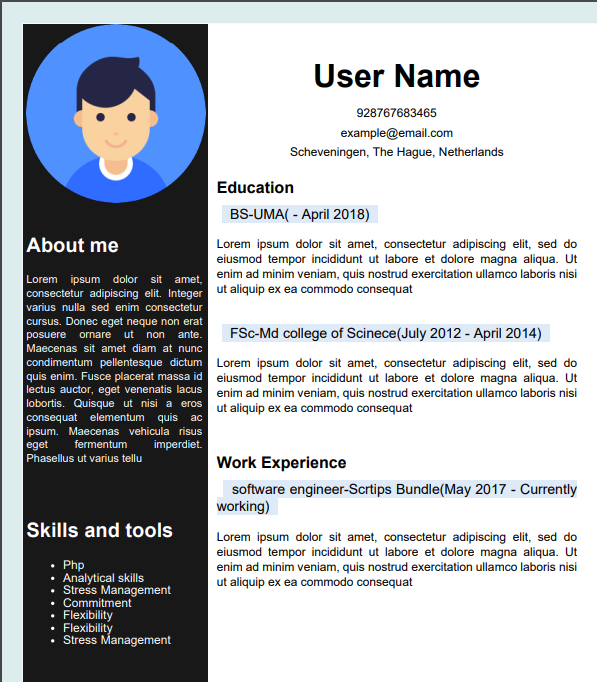 About me
Lorem ipsum dolor sit amet,
consectetur adipiscing elit. Integer
varius nulla sed enim consectetur
cursus. Donec eget neque non erat
posuere ornare ut non ante.
Maecenas sit amet diam at nunc
condimentum pellentesque dictum
quis enim. Fusce placerat massa id
lectus auctor, eget venenatis lacus
lobortis. Quisque ut nisi a eros
consequat elementum quis ac
ipsum. Maecenas vehicula risus
eget fermentum imperdiet.
Phasellus ut varius tellu
Skills and tools
• Php
• Analytical skills
• Stress Management
• Commitment
• Flexibility
• Flexibility
• Stress Management
User Name
928767683465
example@email.com
Scheveningen, The Hague, Netherlands
Education
BS-UMA( - April 2018)
Lorem ipsum dolor sit amet, consectetur adipiscing elit, sed do
eiusmod tempor incididunt ut labore et dolore magna aliqua. Ut
enim ad minim veniam, quis nostrud exercitation ullamco laboris nisi
ut aliquip ex ea commodo consequat
FSc-Md college of Scinece(July 2012 - April 2014)
Lorem ipsum dolor sit amet, consectetur adipiscing elit, sed do
eiusmod tempor incididunt ut labore et dolore magna aliqua. Ut
enim ad minim veniam, quis nostrud exercitation ullamco laboris nisi
ut aliquip ex ea commodo consequat
Work Experience
software engineer-Scrtips Bundle(May 2017 - Currently
working)
Lorem ipsum dolor sit amet, consectetur adipiscing elit, sed do
eiusmod tempor incididunt ut labore et dolore magna aliqua. Ut
enim ad minim veniam, quis nostrud exercitation ullamco laboris nisi
ut aliquip ex ea commodo consequat